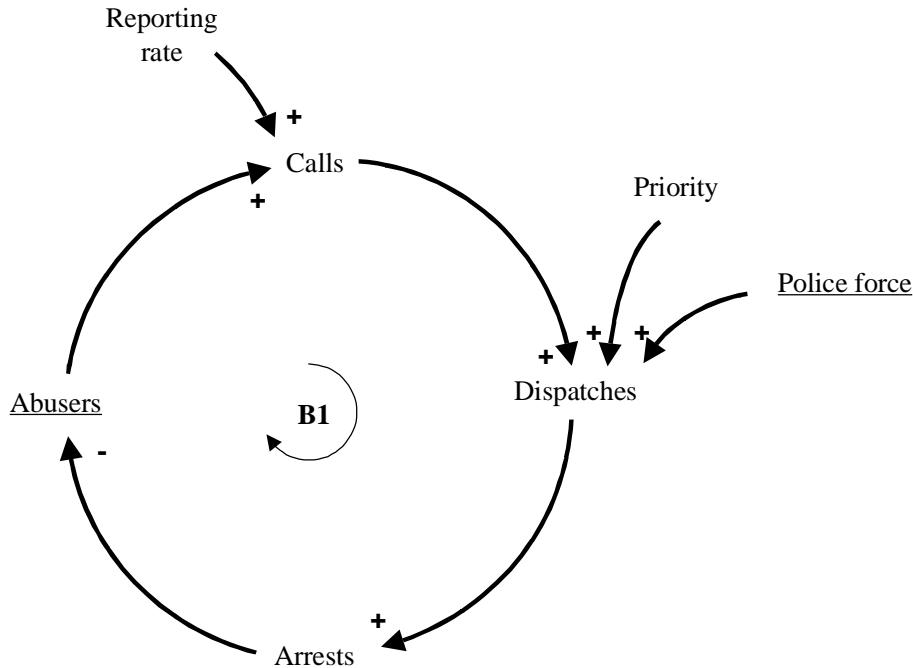 Reporting
rate
+
Calls
+
Priority
Police force
+ + +
Dispatches
Abusers
B1
-
+
Arrests